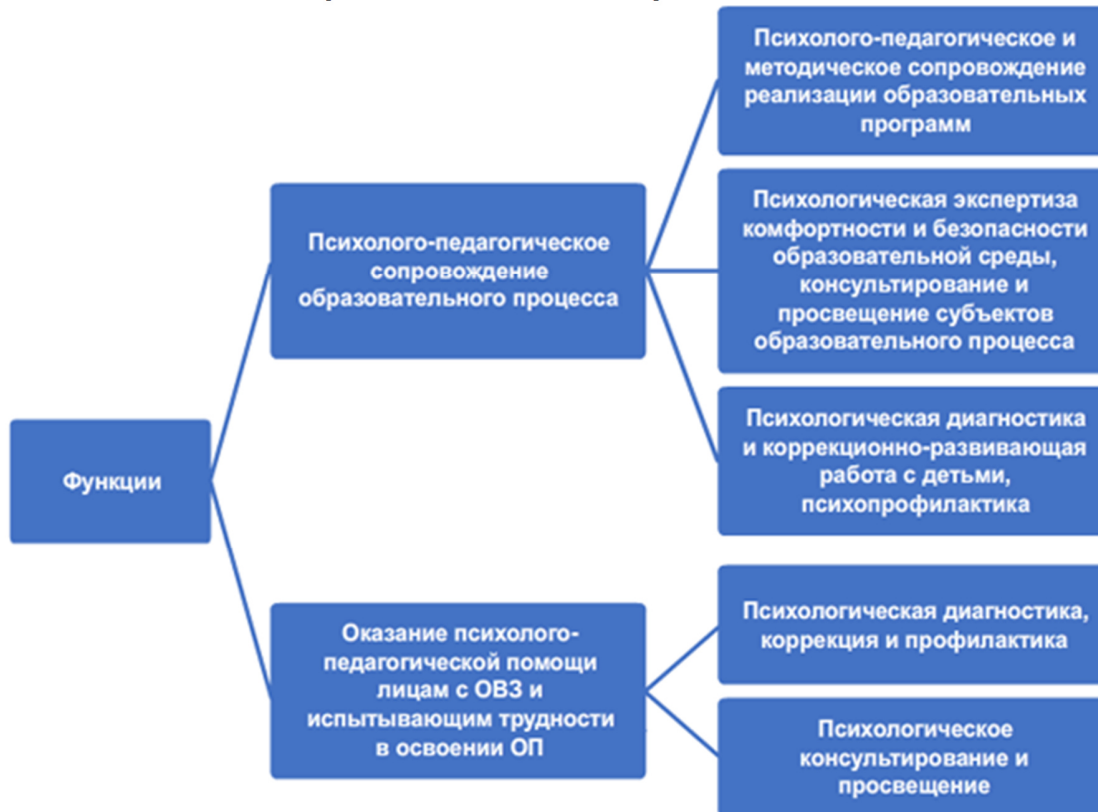 Функции
Психолого-педагогическое
сопровождение
образовательного процесса
Психолого-педагогическое и
методическое сопровождение
реализации образовательных
программ
Психологическая экспертиза
комфортности и безопасности
образовательной среды,
консультирование и
просвещение субъектов
образовательного процесса
Психологическая диагностика
и коррекционно-развивающая
работа с детьми,
психопрофилактика
Оказание психолого-
педагогической помощи
лицам с ОВЗ и
испытывающим трудности
в освоении ОП
Психологическая диагностика,
коррекция и профилактика
Психологическое
консультирование и
просвещение